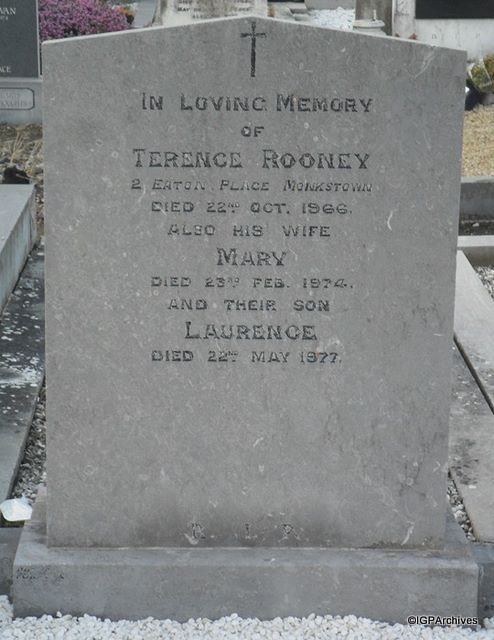 IN LOVING MEMORY
OF
TERENCE ROONEY
2 EATON PLACE MONKSTOWN
DIED 22ND OCT. 1966.
ALSO HIS WIFE
MARY
DIED 23RD FEB. 1974.
AND THEIR SON
LAURENCE
DIED 22ND MAY 1977.
R I P
©IGPArchives